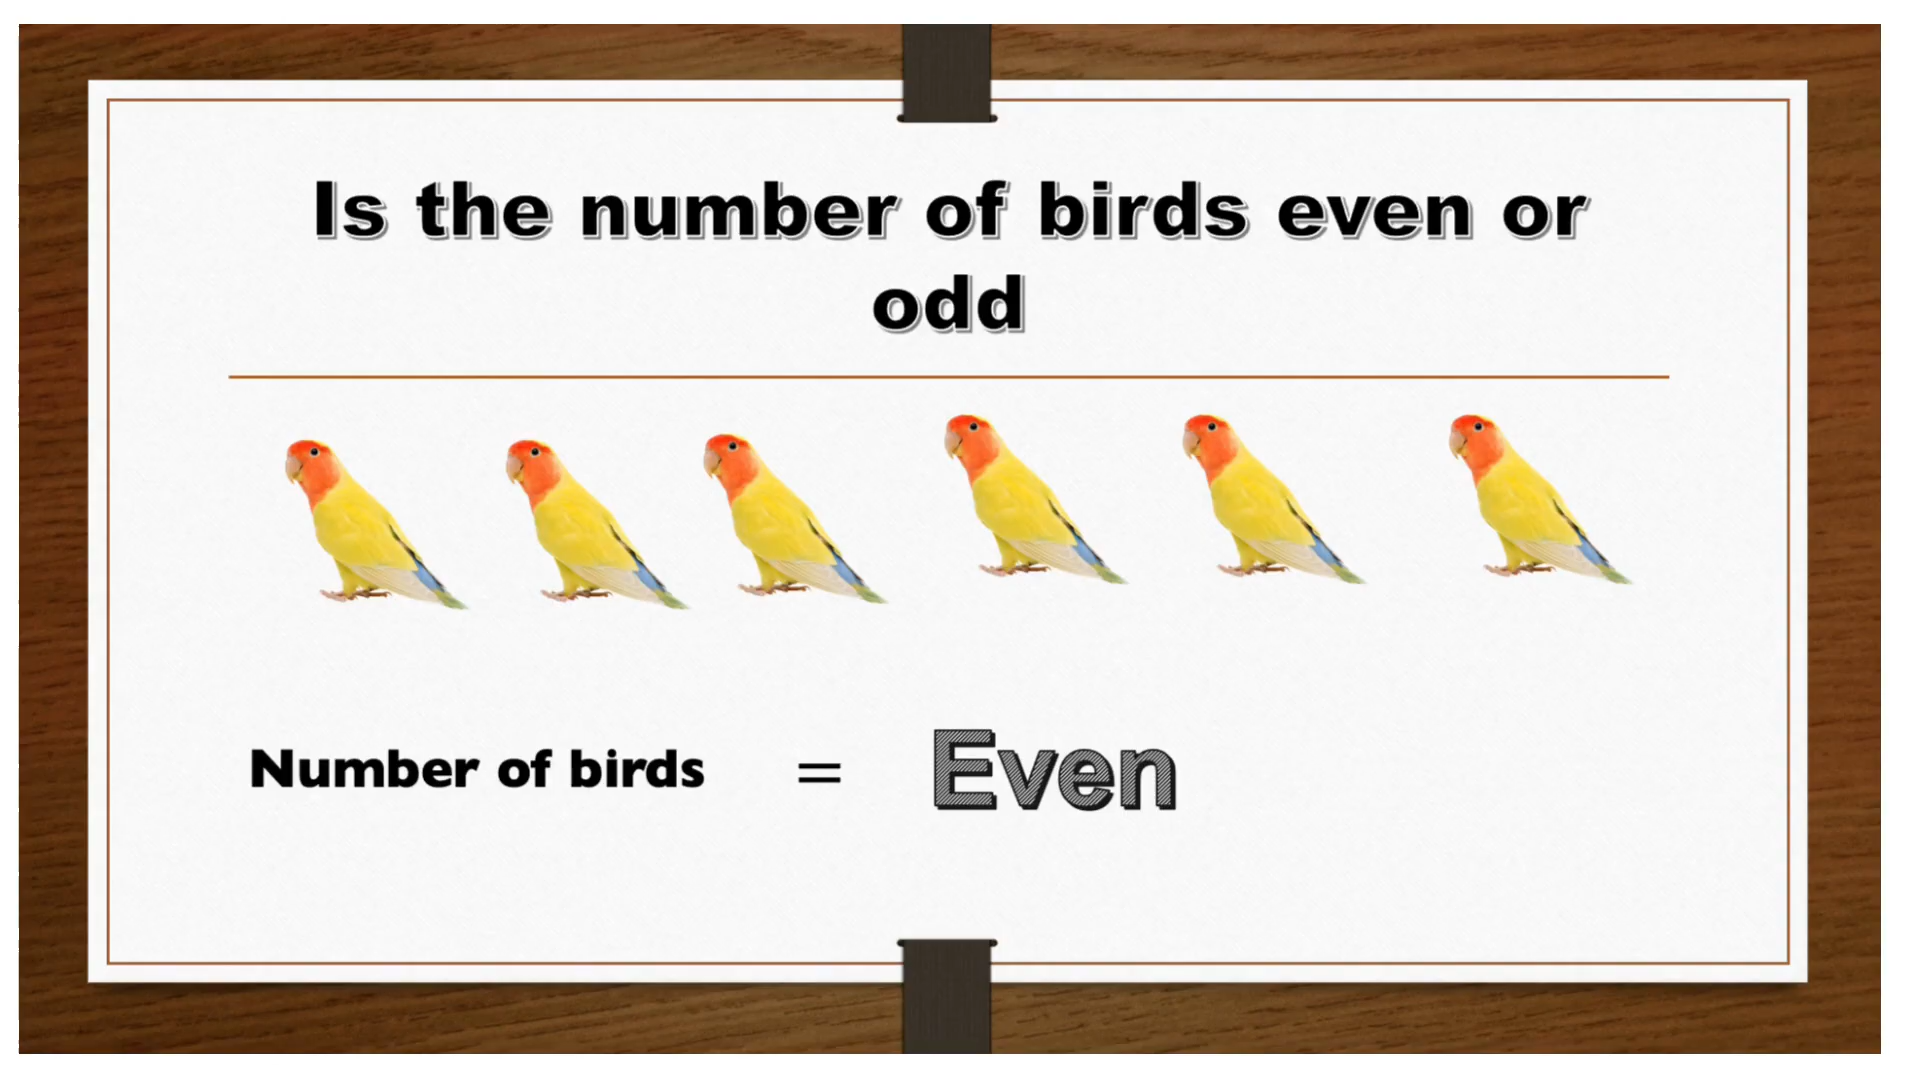 Is the number of birds even or
odd
Number of birds = Even